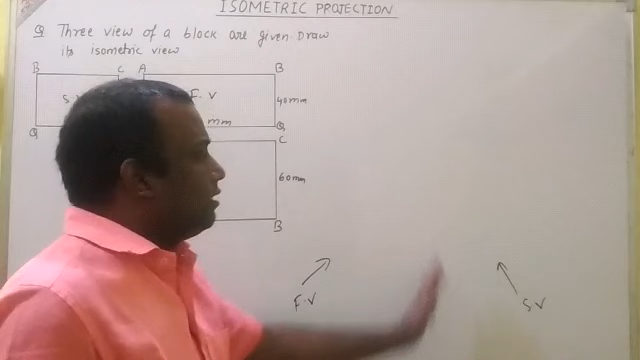 ISOMETRIC PROJECTION
Q Three view of a block are given. Draw
its isometric view
B C A B
S. F. V 40mm
Q mm Q
C
60mm
B
F.V S V